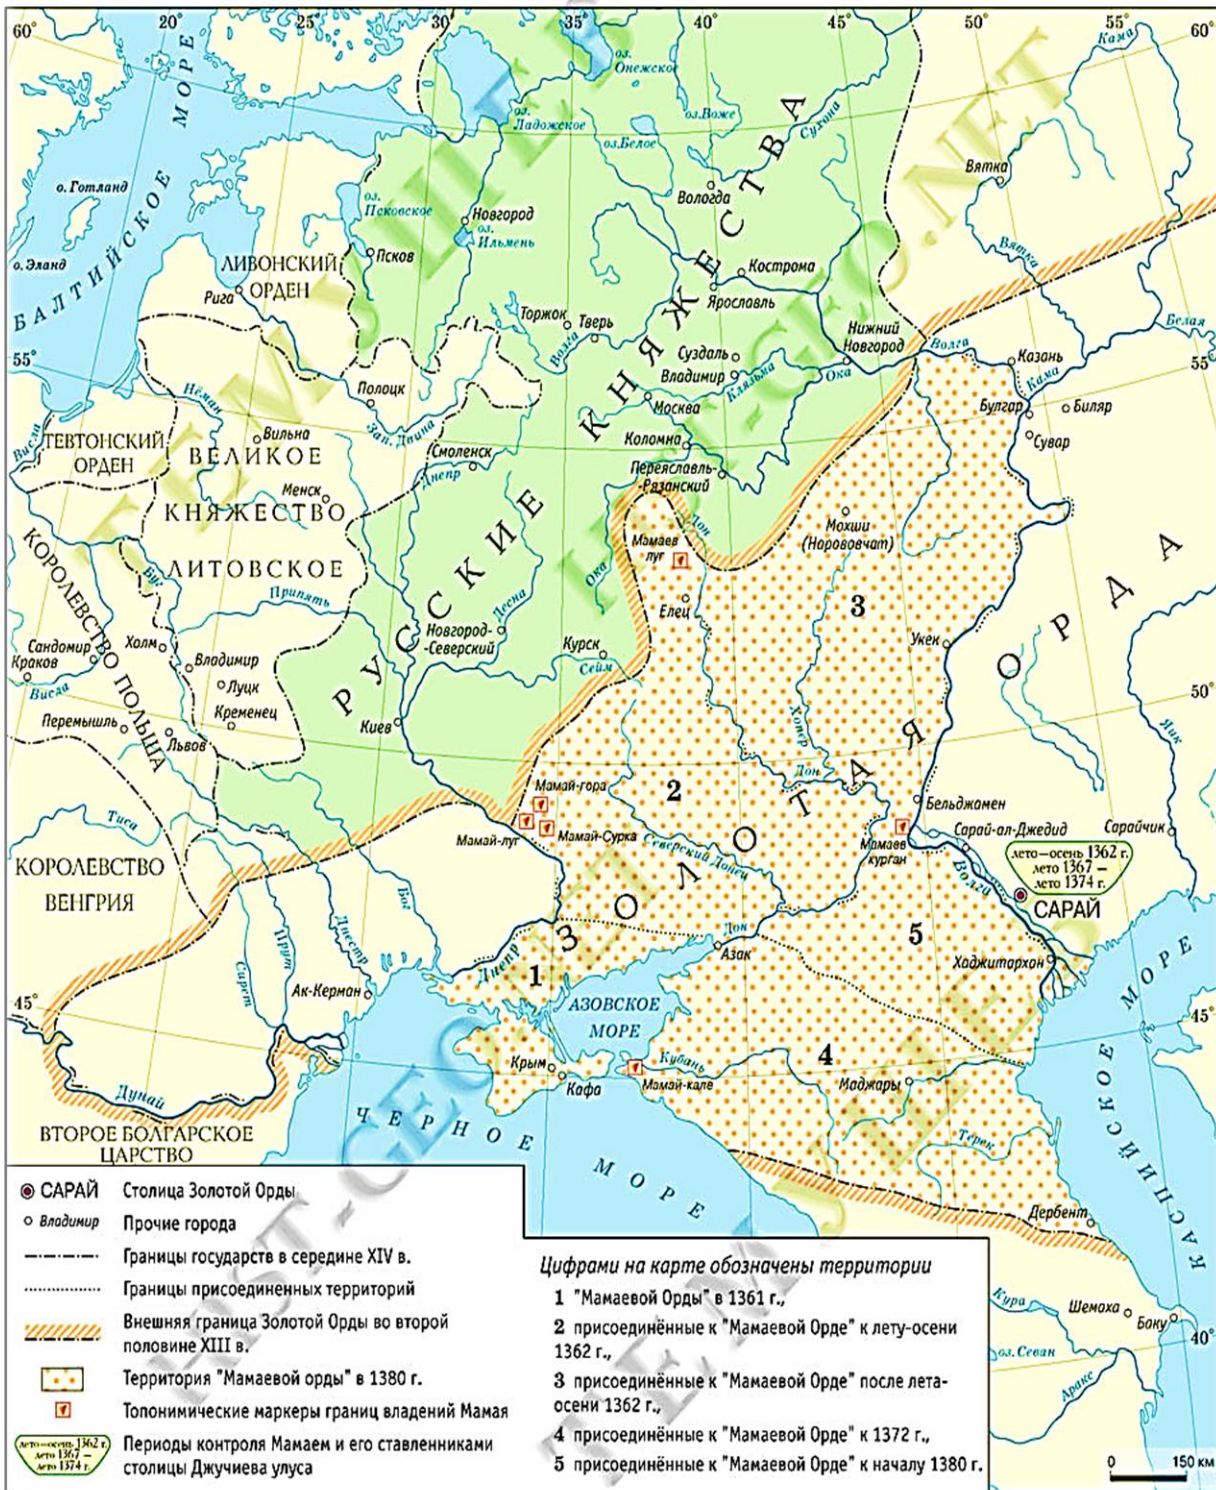 20°
25°
30°
35°
40°
45°
50°
55°
60°
60°
БАЛТИЙСКОЕ МОРЕ
о. Готланд
о. Эланд
оз. Онежское
оз. Ладожское
оз. Белое
оз. Воже
Сухона
Кама
Вологда
Вятка
Вятка
оз. Псковское
Новгород
оз. Ильмень
Псков
ЛИВОНСКИЙ ОРДЕН
Рига
Кострома
Ярославль
Торжок
Тверь
Волга
Нижний Новгород
Волга
Белая
55°
55°
Суздаль
Владимир
Клязьма
Ока
Казань
Кама
Булгар
Биляр
Сувар
Полоцк
Зап. Двина
Москва
Коломна
Переяславль-
-Рязанский
Нёман
Вильна
Висла
ТЕВТОНСКИЙ ОРДЕН
ВЕЛИКОЕ
КНЯЖЕСТВО
ЛИТОВСКОЕ
Менск
Смоленск
Днепр
РУССКИЕ КНЯЖЕСТВА
Ока
Дон
Мамаев луг
Елец
Мохши
(Наровчат)
3
Укек
Буг
Припять
Десна
Новгород-
-Северский
Курск
Сейм
КОРОЛЕВСТВО ПОЛЬША
Сандомир
Краков
Висла
Холм
Владимир
Луцк
Кременец
Перемышль
Львов
Киев
50°
Яик
Хопер
Дон
ЗОЛОТАЯ ОРДА
2
Мамай-гора
Мамай-луг
Мамай-Сурка
Северский Донец
Бельджамен
Мамаев курган
Сарай-ал-Джедид
Волга
Сарайчик
лето—осень 1362 г.
лето 1367 —
лето 1374 г.
САРАЙ
Тиса
КОРОЛЕВСТВО
ВЕНГРИЯ
Бог
Днестр
Прут
Сирет
Днепр
1
Дон
Азак
5
Хаджитархон
45°
45°
Ак-Керман
АЗОВСКОЕ
МОРЕ
Крым
Кафа
Кубань
Мамай-кале
4
Маджары
Терек
Дербент
КАСПИЙСКОЕ МОРЕ
Дунай
ВТОРОЕ БОЛГАРСКОЕ
ЦАРСТВО
ЧЕРНОЕ МОРЕ
Кура
Шемаха
Баку
40°
оз. Севан
Аракс
САРАЙ Столица Золотой Орды
Владимир Прочие города
Границы государств в середине XIV в.
Границы присоединенных территорий
Внешняя граница Золотой Орды во второй
половине XIII в.
Территория "Мамаевой орды" в 1380 г.
Топонимические маркеры границ владений Мамая
лето—осень 1362 г.
лето 1367 —
лето 1374 г.
Периоды контроля Мамаем и его ставленниками
столицы Джучиева улуса
Цифрами на карте обозначены территории
1 "Мамаевой Орды" в 1361 г.,
2 присоединённые к "Мамаевой Орде" к лету-осени
1362 г.,
3 присоединённые к "Мамаевой Орде" после лета-
осени 1362 г.,
4 присоединённые к "Мамаевой Орде" к 1372 г.,
5 присоединённые к "Мамаевой Орде" к началу 1380 г.
0 150 км